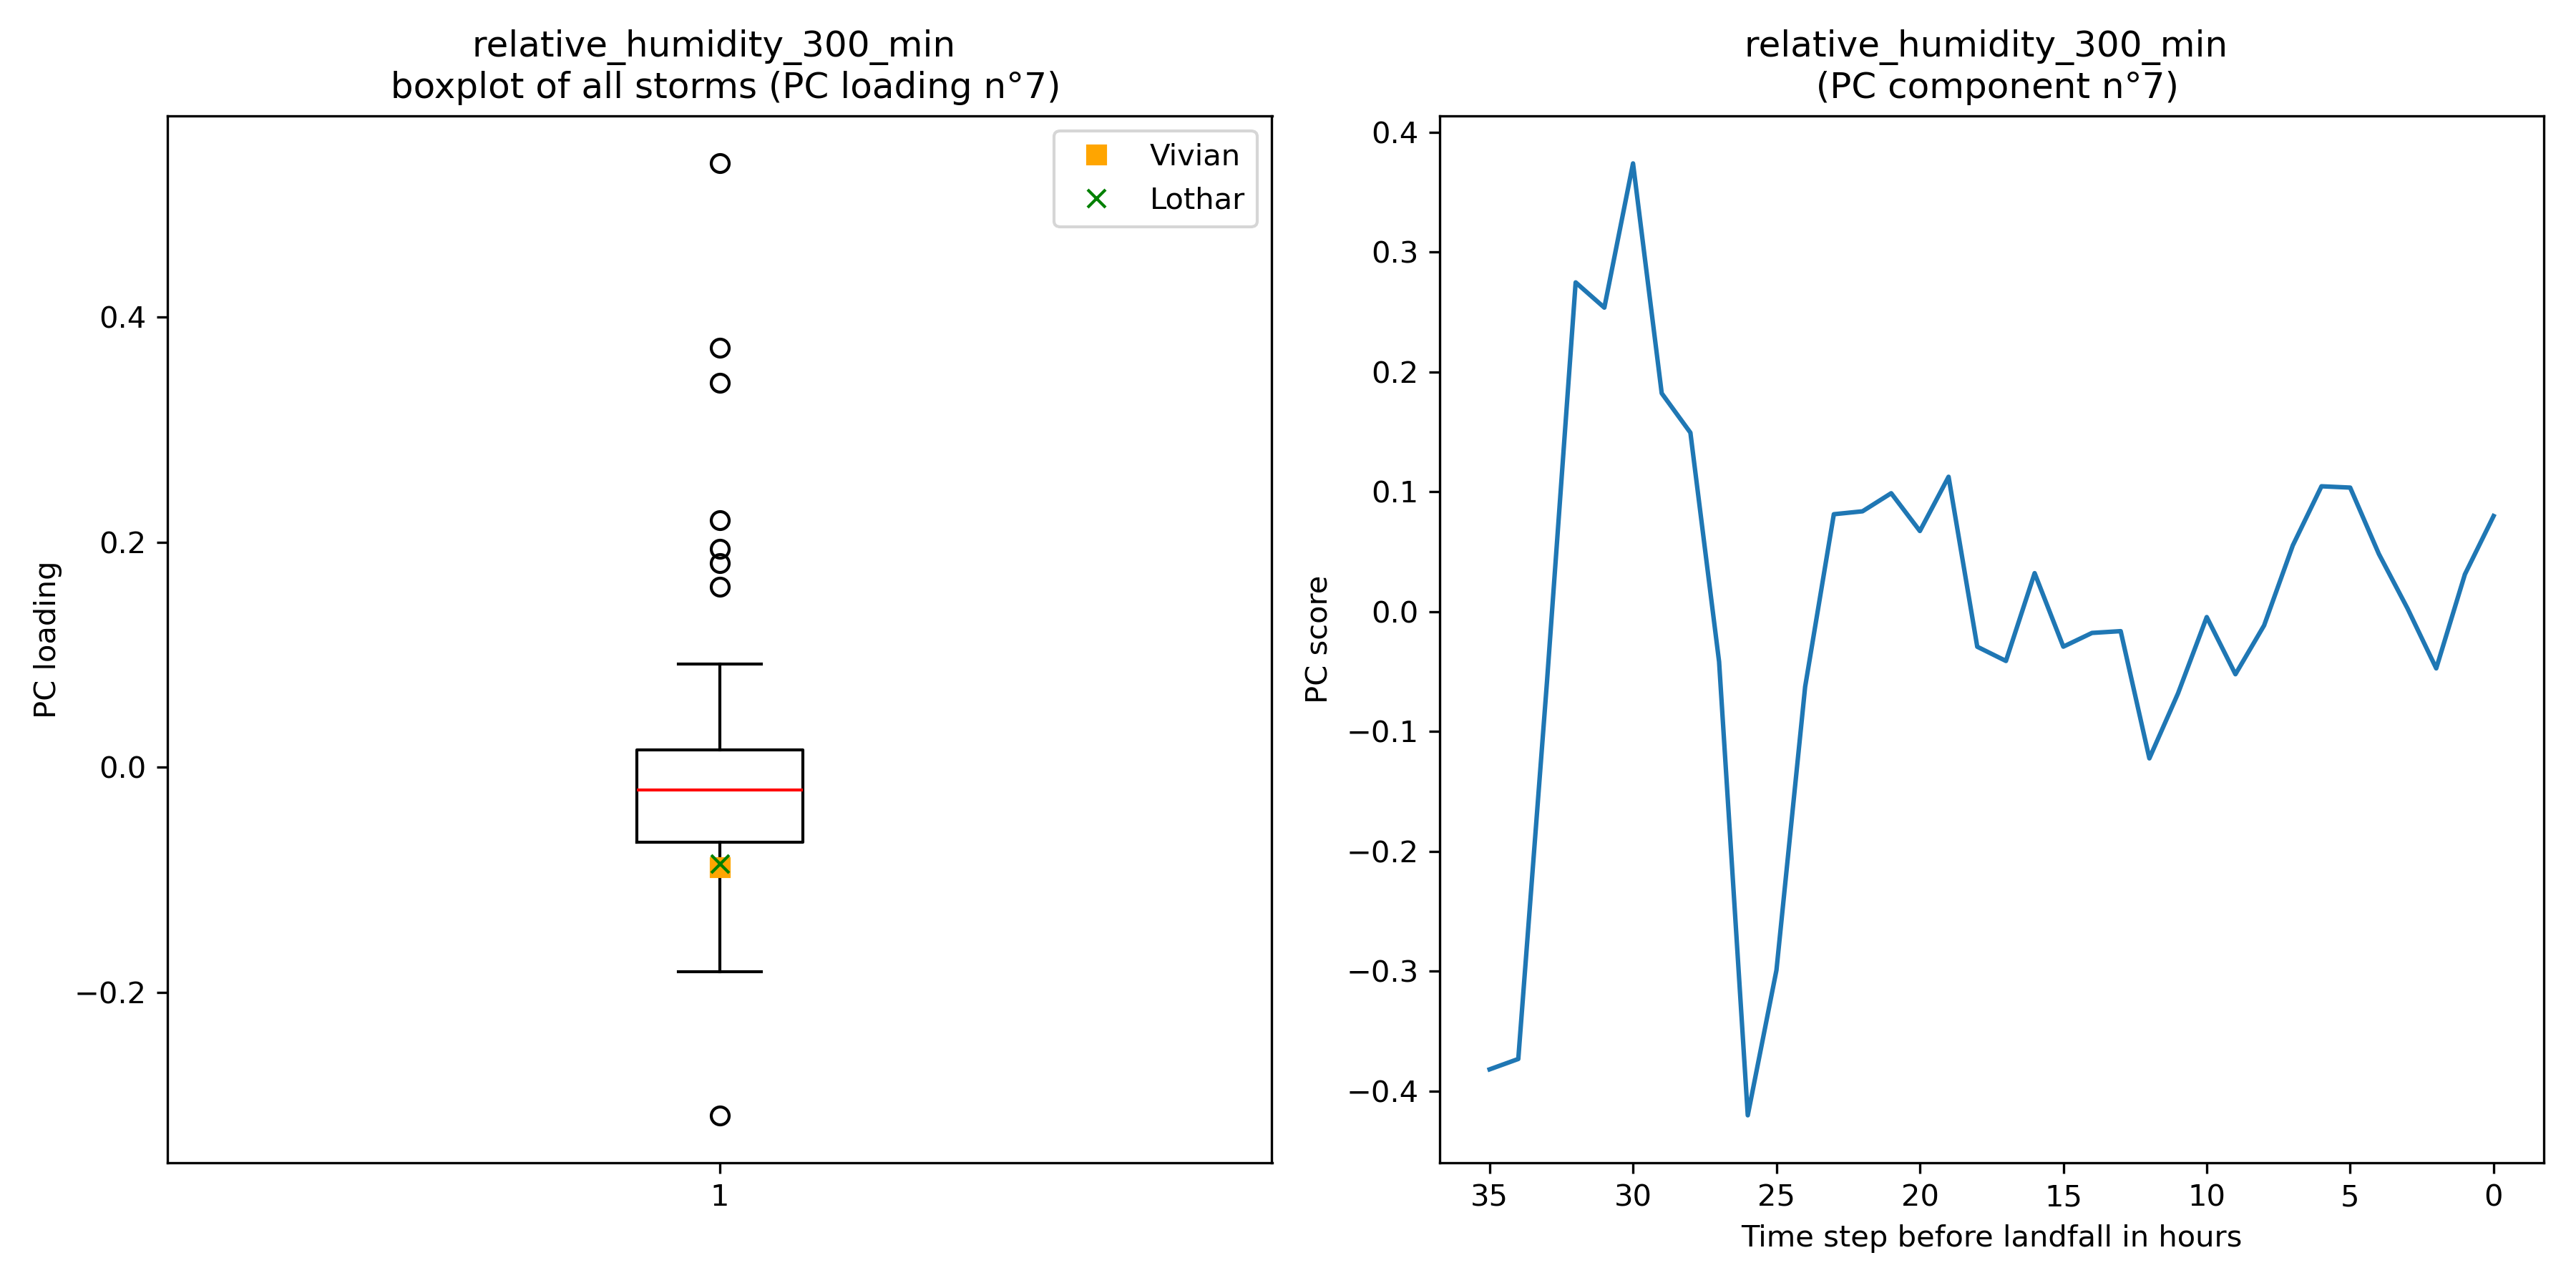 relative_humidity_300_min
boxplot of all storms (PC loading n°7)
Vivian
Lothar
PC loading
0.4
0.2
0.0
−0.2
1
relative_humidity_300_min
(PC component n°7)
PC score
0.4
0.3
0.2
0.1
0.0
−0.1
−0.2
−0.3
−0.4
35 30 25 20 15 10 5 0
Time step before landfall in hours